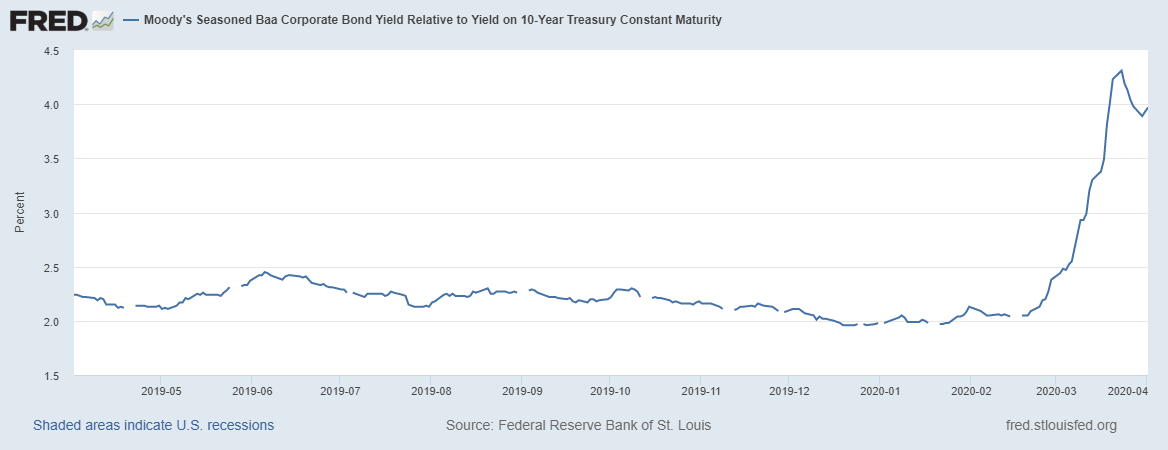 FRED
Moody's Seasoned Baa Corporate Bond Yield Relative to Yield on 10-Year Treasury Constant Maturity
4.5
4.0
3.5
3.0
2.5
2.0
1.5
Percent
2019-05 2019-06 2019-07 2019-08 2019-09 2019-10 2019-11 2019-12 2020-01 2020-02 2020-03 2020-04
Shaded areas indicate U.S. recessions Source: Federal Reserve Bank of St. Louis fred.stlouisfed.org